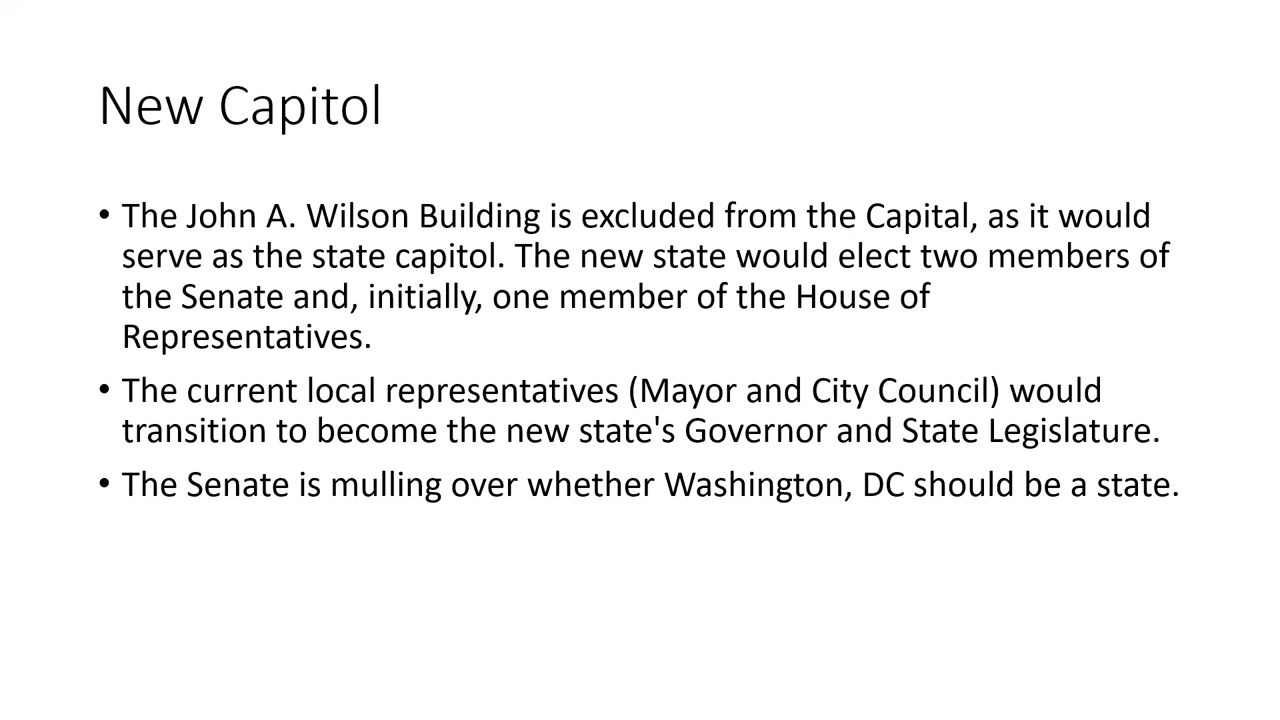 New Capitol
• The John A. Wilson Building is excluded from the Capital, as it would
serve as the state capitol. The new state would elect two members of
the Senate and, initially, one member of the House of
Representatives.
• The current local representatives (Mayor and City Council) would
transition to become the new state's Governor and State Legislature.
• The Senate is mulling over whether Washington, DC should be a state.